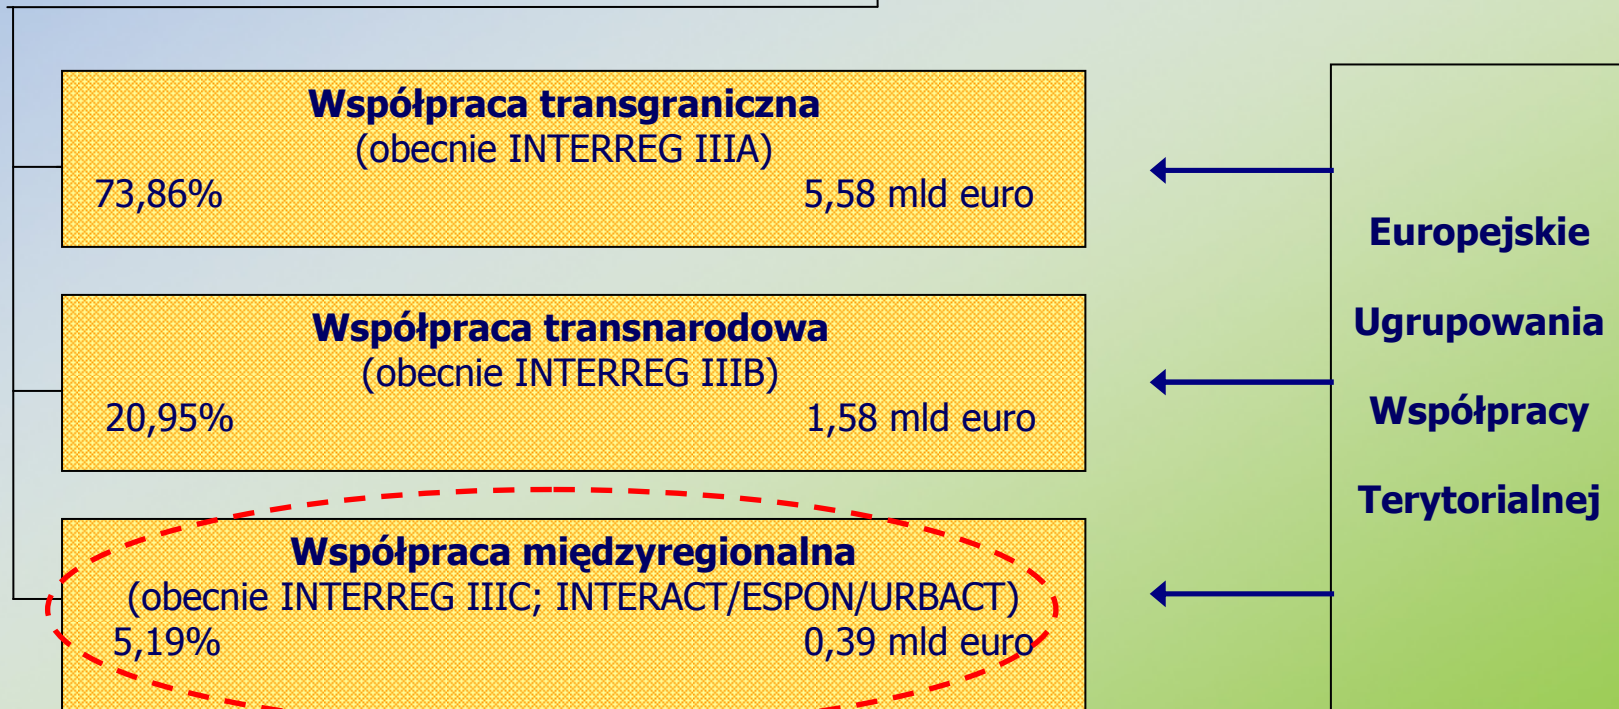 Współpraca transgraniczna
(obecnie INTERREG IIIA)
73,86% 5,58 mld euro
Współpraca transnarodowa
(obecnie INTERREG IIIB)
20,95% 1,58 mld euro
Współpraca międzyregionalna
(obecnie INTERREG IIIC; INTERACT/ESPON/URBACT)
5,19% 0,39 mld euro
Europejskie
Ugrupowania
Współpracy
Terytorialnej